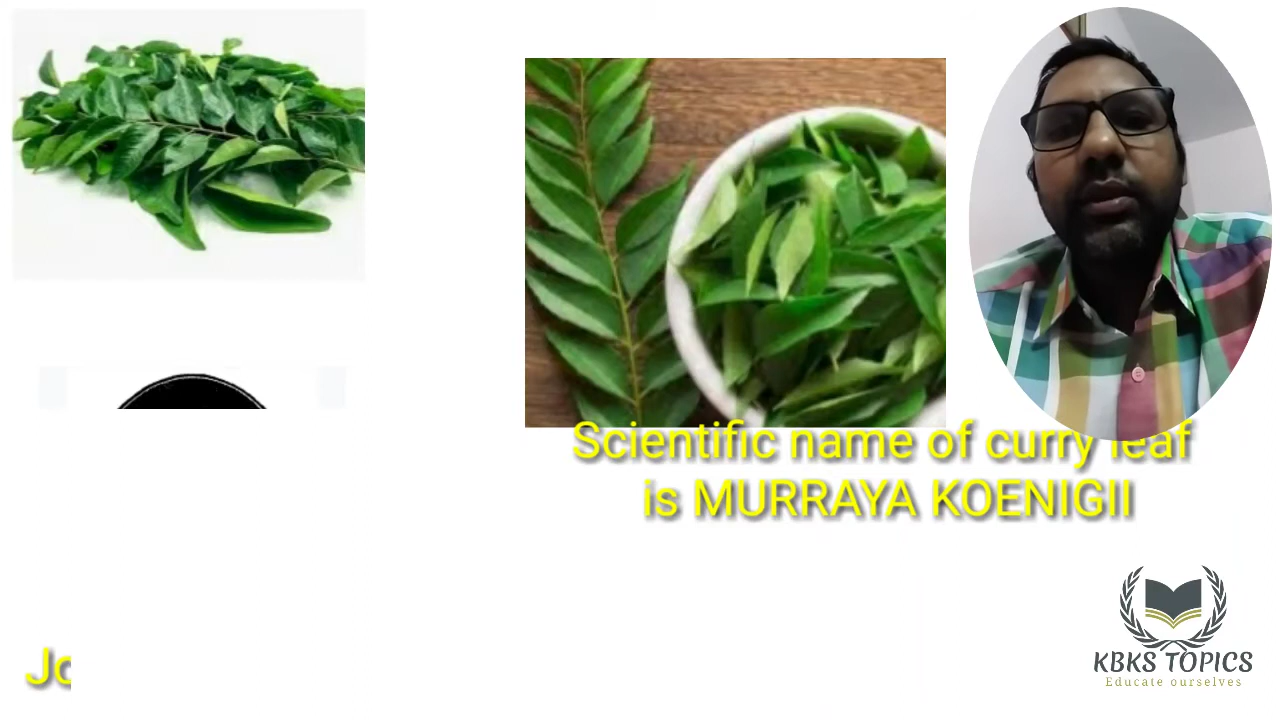 Scientific name of curry leaf
is MURRAYA KOENIGII
KBKS TOPICS
Educate ourselves